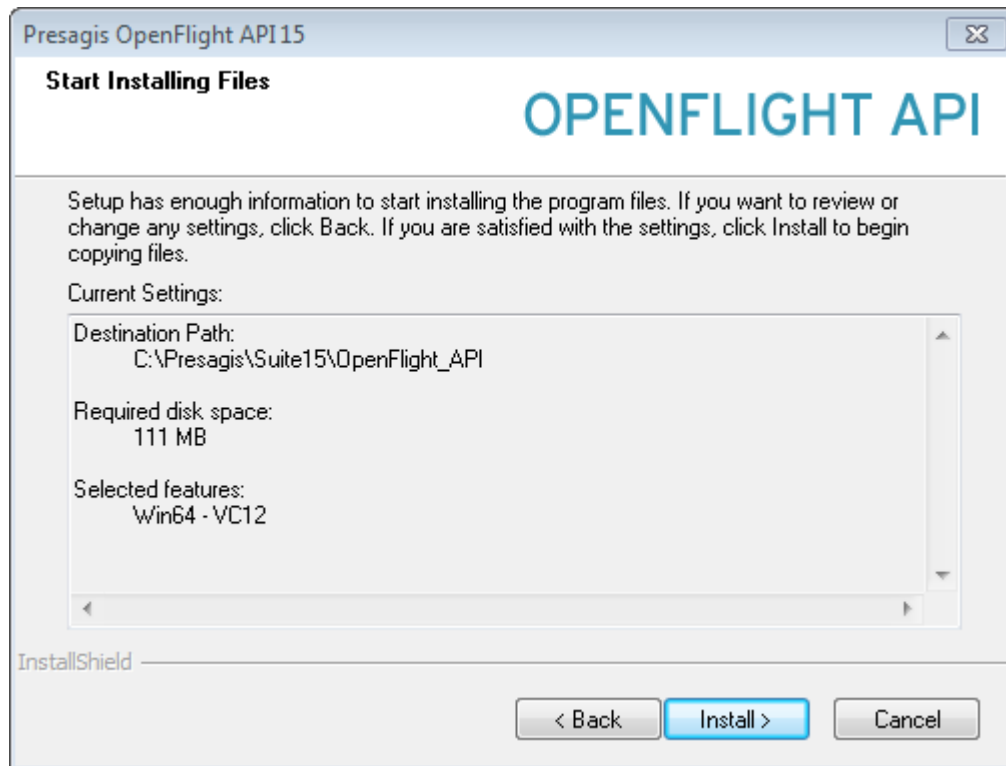 Presagis OpenFlight API 15
Start Installing Files
OPENFLIGHT API
Setup has enough information to start installing the program files. If you want to review or
change any settings, click Back. If you are satisfied with the settings, click Install to begin
copying files.
Current Settings:
Destination Path:
C:\Presagis\Suite15\OpenFlight_API
Required disk space:
111 MB
Selected features:
Win64 - VC12
InstallShield
< Back
Install >
Cancel